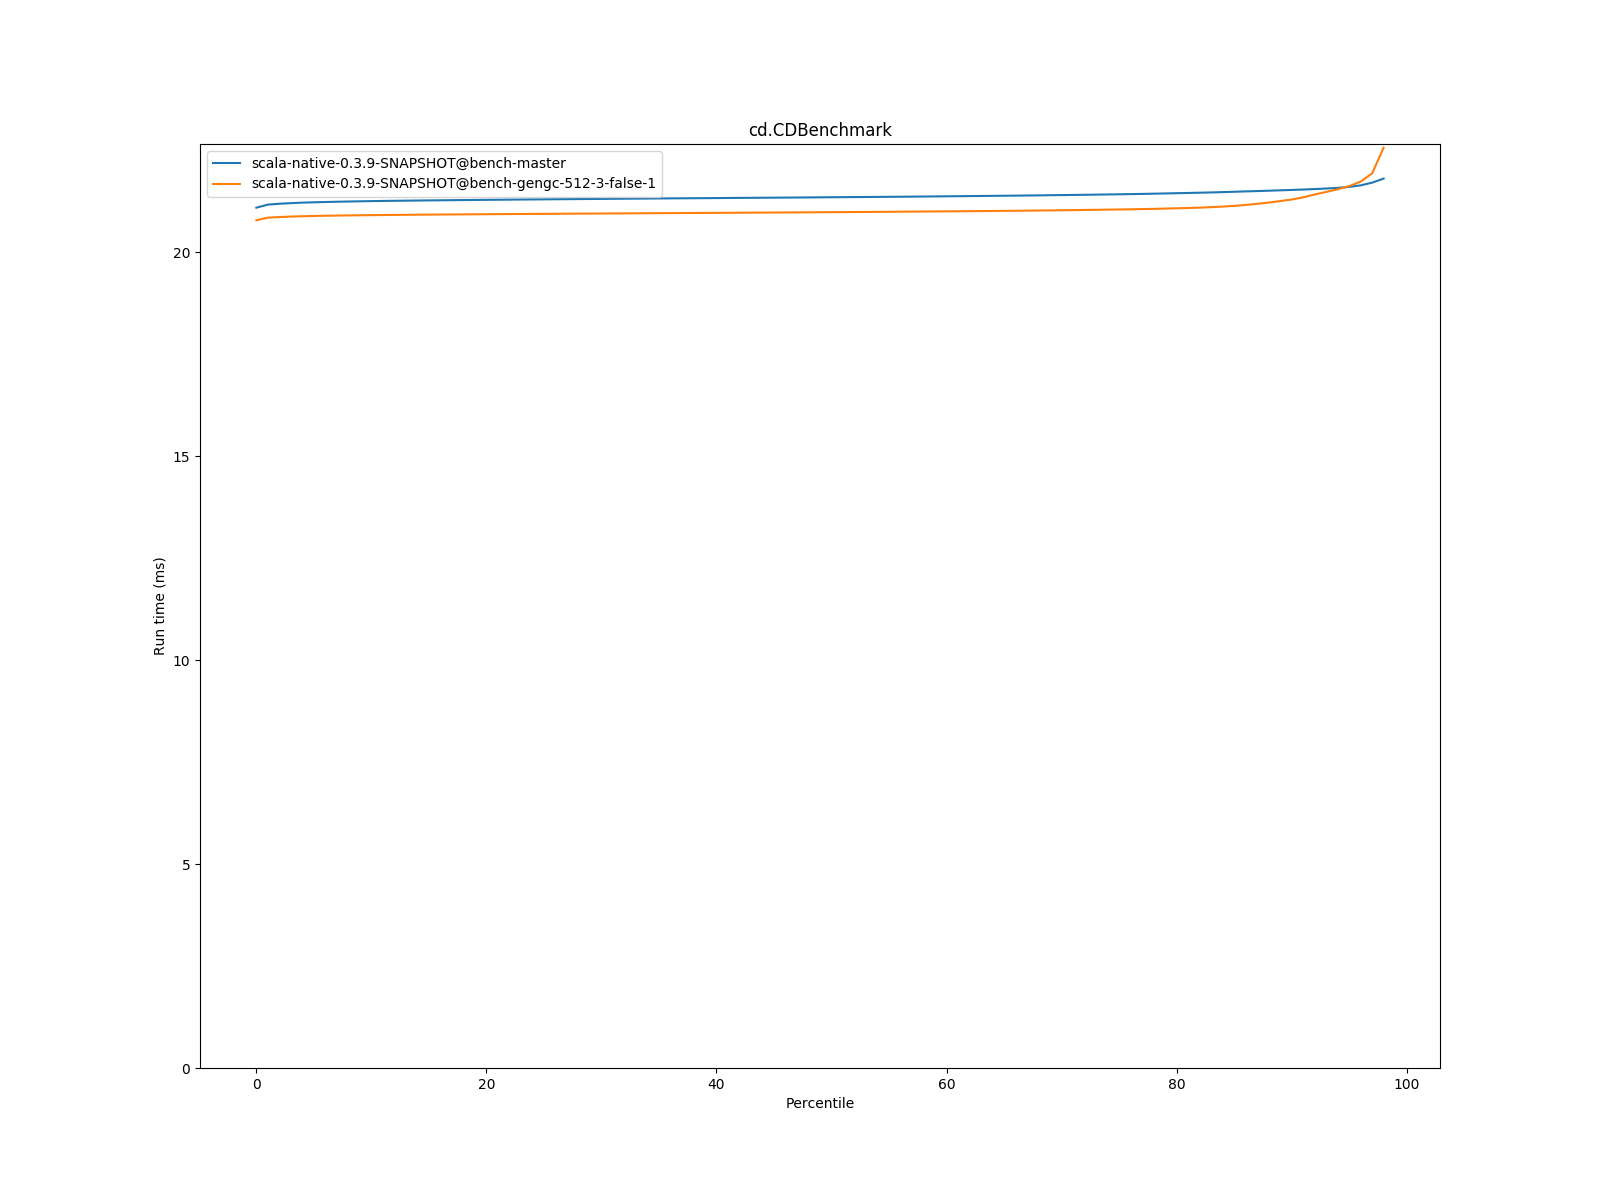 cd.CDBenchmark
scala-native-0.3.9-SNAPSHOT@bench-master
scala-native-0.3.9-SNAPSHOT@bench-gengc-512-3-false-1
20
15
10
5
0
Run time (ms)
0 20 40 60 80 100
Percentile